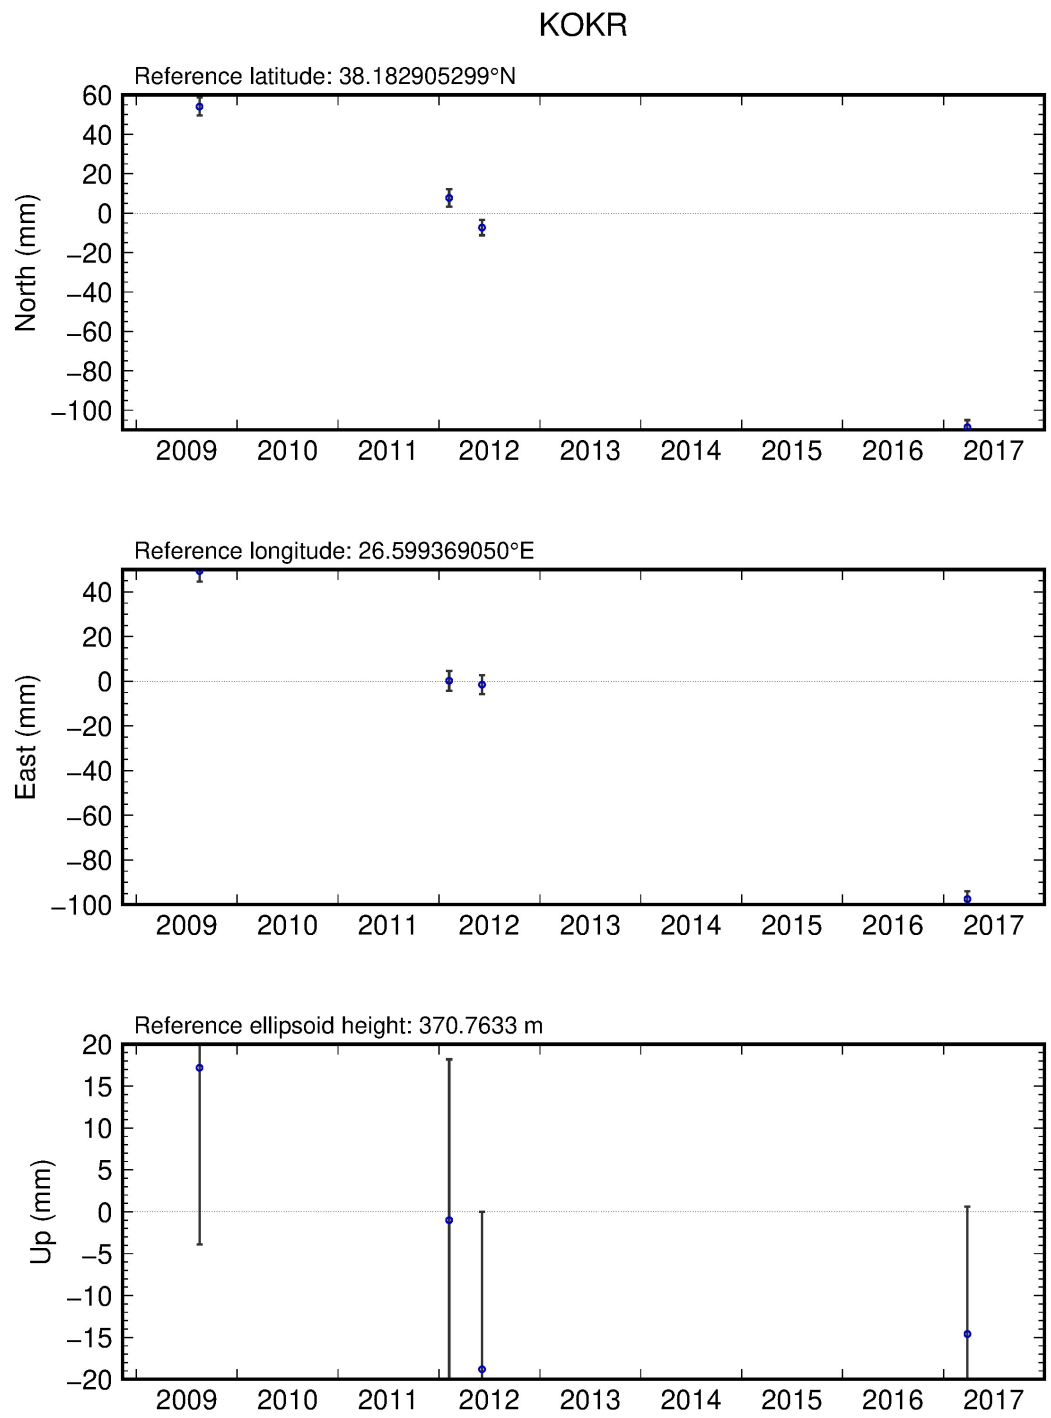 KOKR
Reference latitude: 38.182905299°N
60
40
20
0
−20
−40
−60
−80
−100
North (mm)
2009 2010 2011 2012 2013 2014 2015 2016 2017
Reference longitude: 26.599369050°E
40
20
0
−20
−40
−60
−80
−100
East (mm)
2009 2010 2011 2012 2013 2014 2015 2016 2017
Reference ellipsoid height: 370.7633 m
20
15
10
5
0
−5
−10
−15
−20
Up (mm)
2009 2010 2011 2012 2013 2014 2015 2016 2017